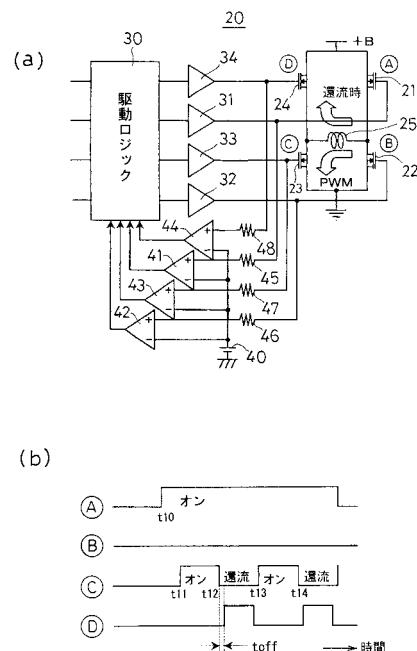 20
(a)
30
34
31
33
32
駆動ロジック
44
41
43
42
48
45
47
46
40
+B
D
A
24
21
還流時
25
C
B
23
22
PWM
+
-
+
-
+
-
+
-
(b)
A
オン
t10
B
C
オン
還流
オン
還流
t11
t12
t13
t14
D
toff
時間